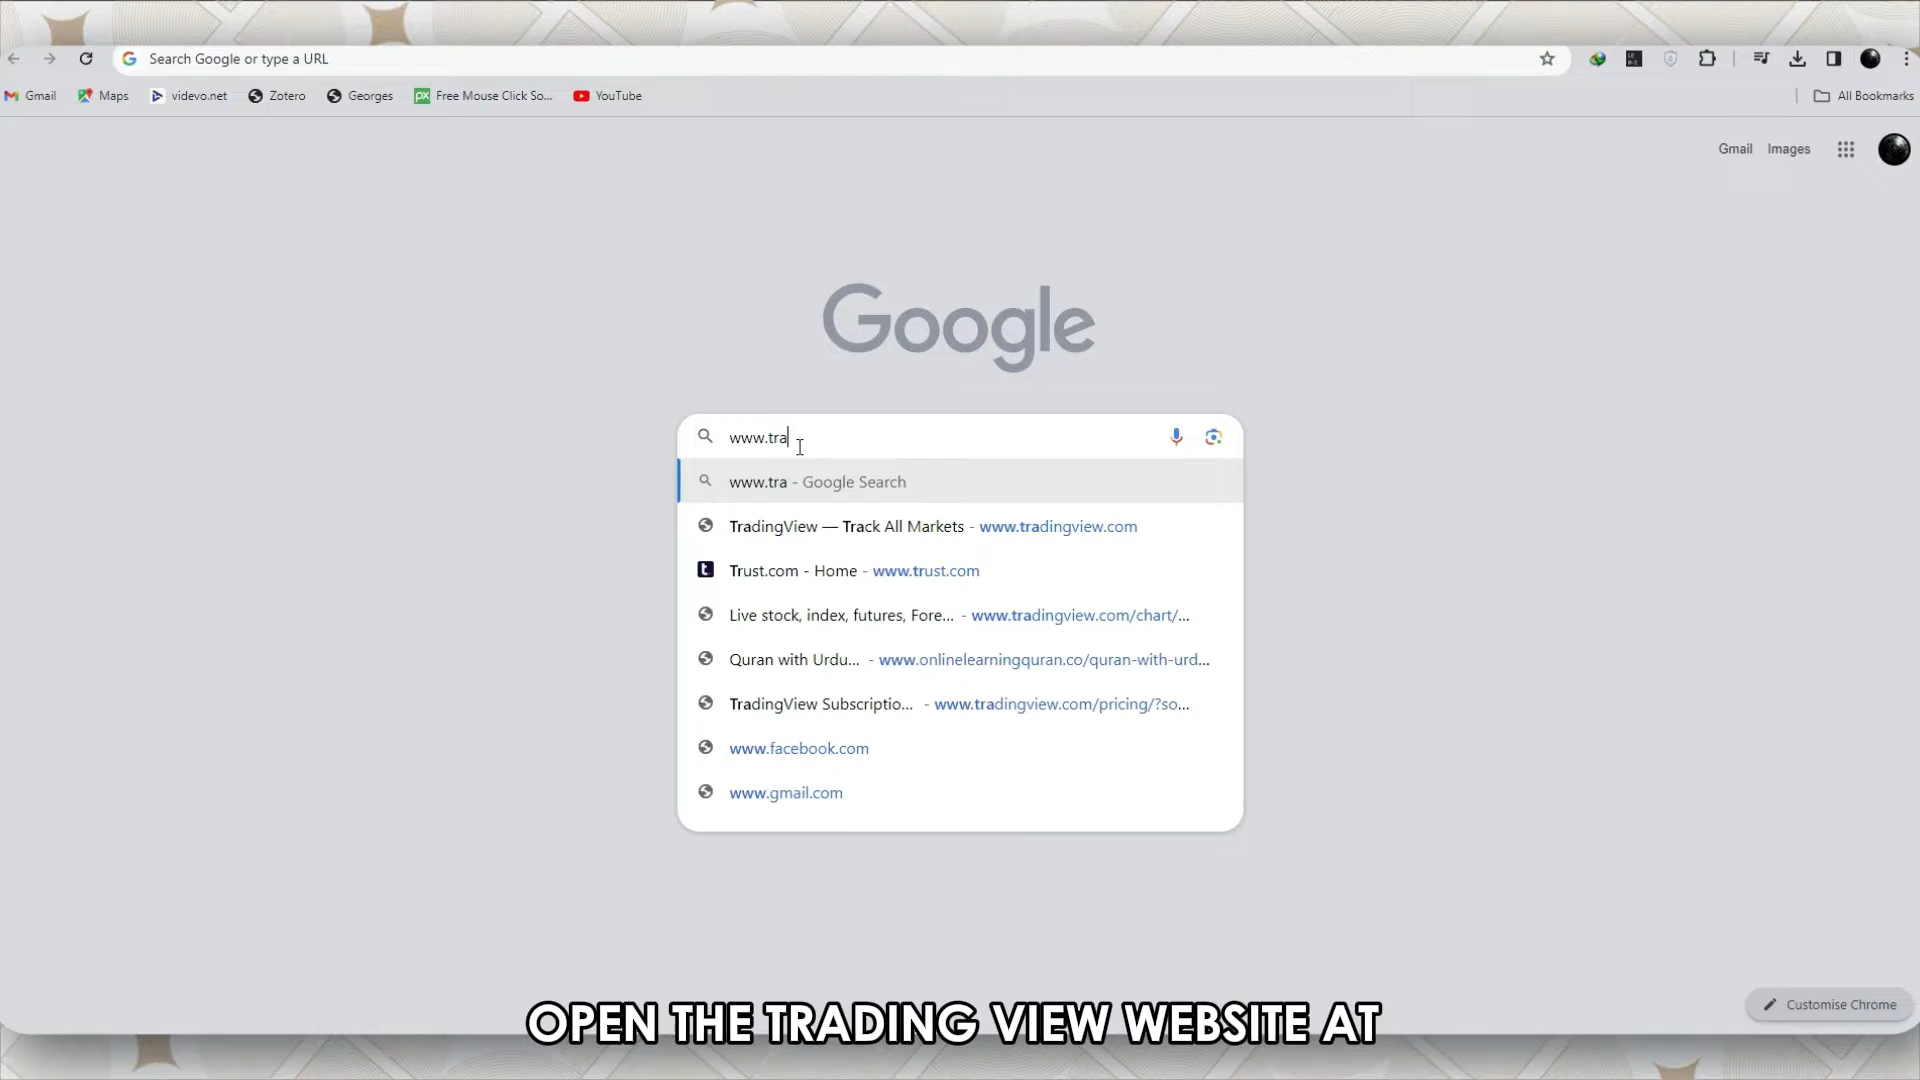 Search Google or type a URL
Gmail Maps videvo.net Zotero Georges Free Mouse Click So... YouTube All Bookmarks
Gmail Images
Google
www.tra
www.tra - Google Search
TradingView — Track All Markets - www.tradingview.com
Trust.com - Home - www.trust.com
Live stock, index, futures, Fore... - www.tradingview.com/chart/...
Quran with Urdu... - www.onlinelearningquran.co/quran-with-urd...
TradingView Subscriptio... - www.tradingview.com/pricing/?so...
www.facebook.com
www.gmail.com
Customise Chrome
OPEN THE TRADING VIEW WEBSITE AT